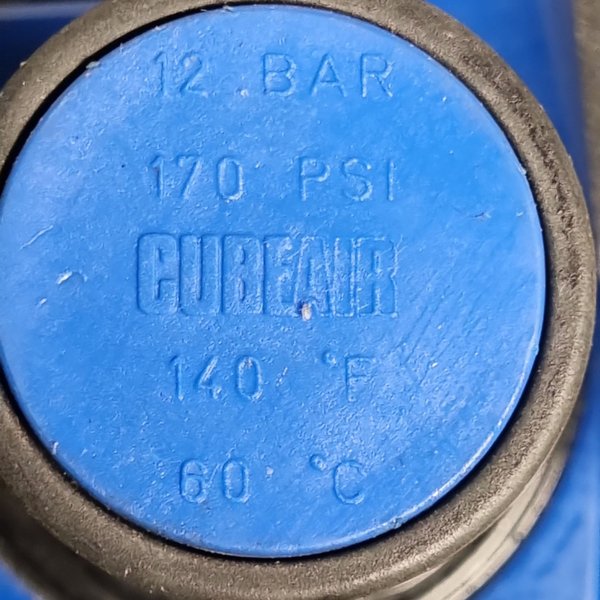 12 BAR
170 PSI
CUBEAIR
140 °F
60 °C